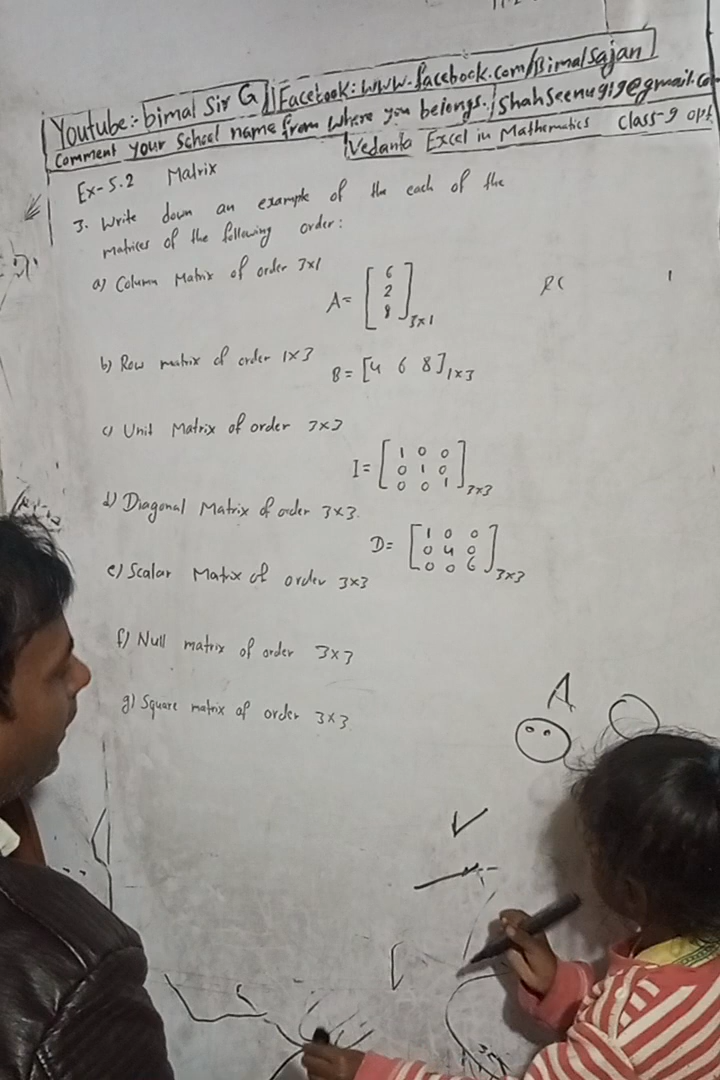 Youtube:- bimal Sir G || Facebook: www.facebook.com/Bimalsajan
Comment your School name from where you belongs. | Shahseenu919@gmail.co
Vedanta Excel in Mathematics Class-9 opt
Ex-5.2 Matrix
3. Write down an example of the each of the
matrices of the following order:
a) Column Matrix of order 3×1
A = [ 6
2
8 ] 3×1
b) Row matrix of order 1×3 B = [4 6 8] 1×3
c) Unit Matrix of order 3×3
I = [ 1 0 0
0 1 0
0 0 1 ] 3×3
d) Diagonal Matrix of order 3×3.
D = [ 1 0 0
0 4 0
0 0 6 ] 3×3
e) Scalar Matrix of order 3×3
f) Null matrix of order 3×3
g) Square matrix of order 3×3
A